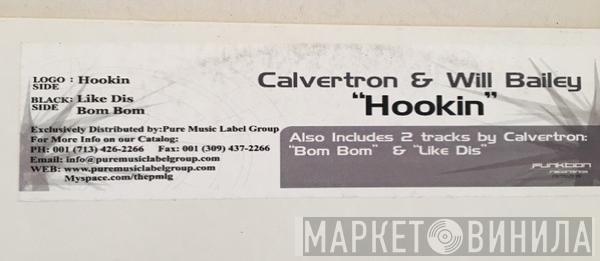 LOGO : Hookin
SIDE
BLACK: Like Dis
SIDE Bom Bom
Exclusively Distributed by:Pure Music Label Group
For More Info on our Catalog:
PH: 001 (713) 426-2266 Fax: 001 (309) 437-2266
Email: info@puremusiclabelgroup.com
WEB: www.puremusiclabelgroup.com
Myspace.com/thepmlg
Calvertron & Will Bailey
"Hookin"
Also Includes 2 tracks by Calvertron:
"Bom Bom" & "Like Dis"
FUNKTION
recordings
МАРКЕТ ВИНИЛА